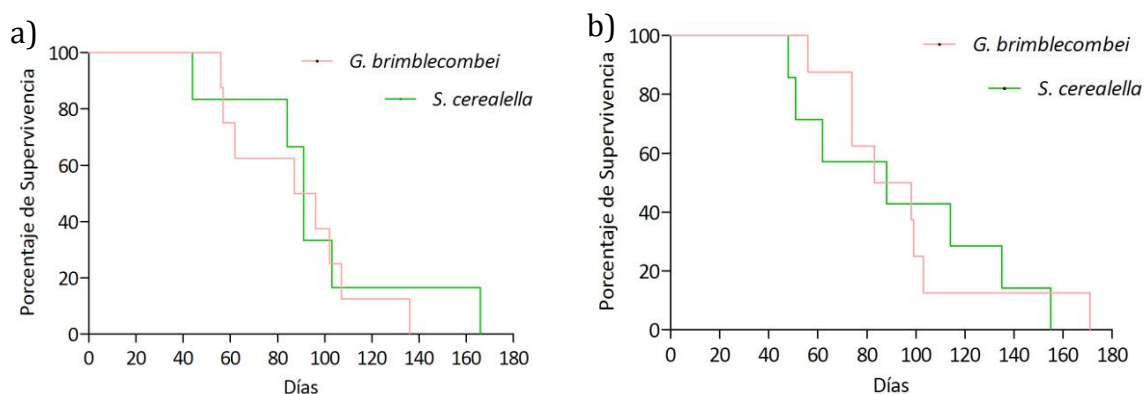 a)
G. brimblecombei
S. cerealella
Porcentaje de Supervivencia
100
80
60
40
20
0
0 20 40 60 80 100 120 140 160 180
Días
b)
G. brimblecombei
S. cerealella
Porcentaje de Supervivencia
100
80
60
40
20
0
0 20 40 60 80 100 120 140 160 180
Días